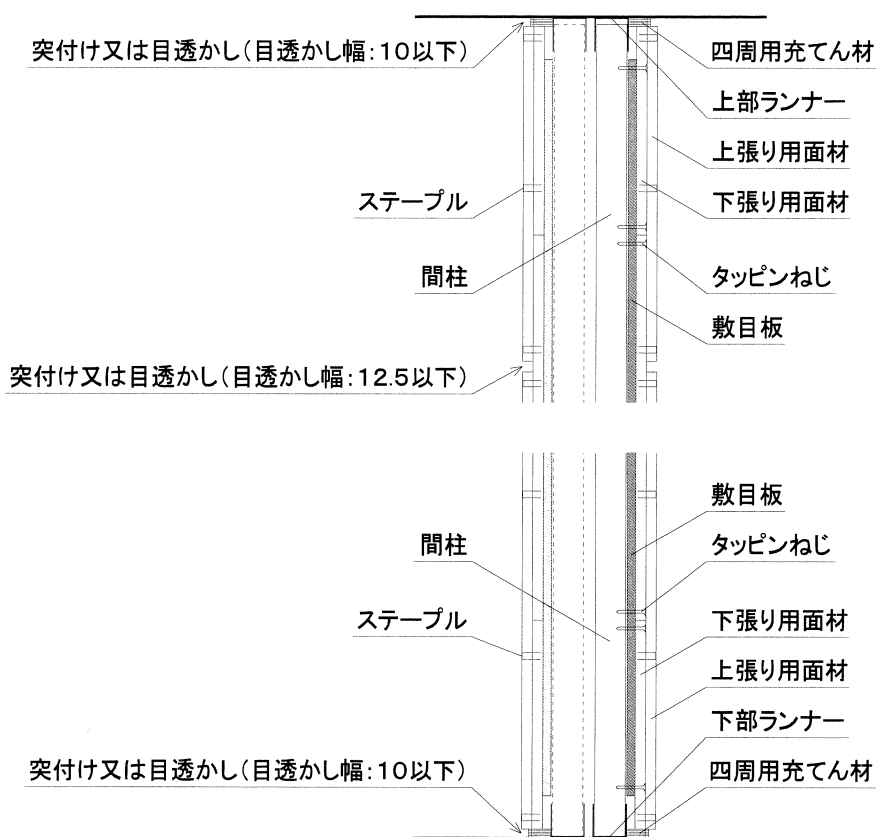 突付け又は目透かし(目透かし幅:10以下)
四周用充てん材
上部ランナー
上張り用面材
ステープル
下張り用面材
間柱
タッピンねじ
敷目板
突付け又は目透かし(目透かし幅:12.5以下)
敷目板
間柱
タッピンねじ
ステープル
下張り用面材
上張り用面材
下部ランナー
突付け又は目透かし(目透かし幅:10以下)
四周用充てん材